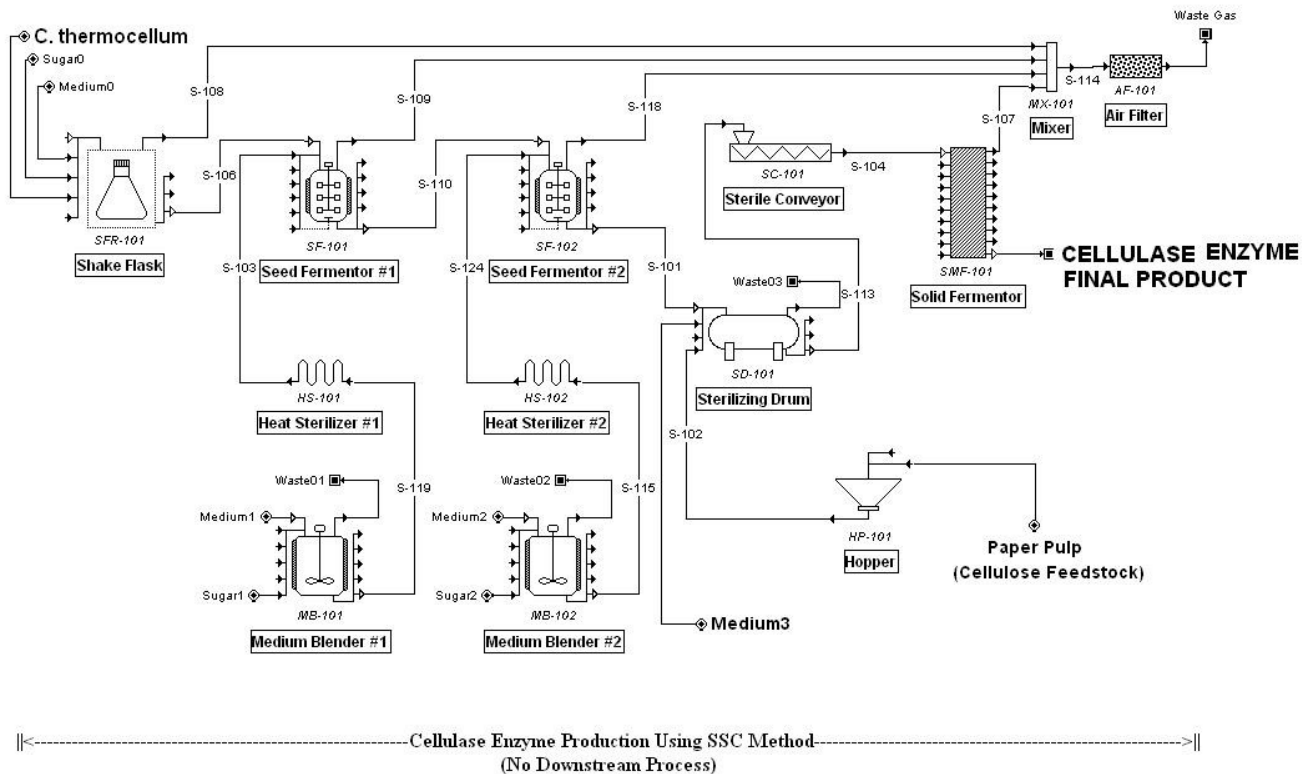 Waste Gas
C. thermocellum
Sugar0
Medium0
S-108
S-109
S-118
S-114
AF-101
Air Filter
MX-101
Mixer
S-107
S-106
S-110
S-104
SC-101
Sterile Conveyor
SFR-101
Shake Flask
SF-101
Seed Fermentor #1
SF-102
Seed Fermentor #2
S-103
S-124
S-101
SMF-101
Solid Fermentor
CELLULASE ENZYME
FINAL PRODUCT
Waste03
S-113
SD-101
Sterilizing Drum
HS-101
Heat Sterilizer #1
HS-102
Heat Sterilizer #2
S-102
Waste01
S-119
Waste02
S-115
Medium1
Medium2
HP-101
Hopper
Paper Pulp
(Cellulose Feedstock)
Sugar1
Sugar2
MB-101
Medium Blender #1
MB-102
Medium Blender #2
Medium3
||<----------Cellulase Enzyme Production Using SSC Method---------->||
(No Downstream Process)